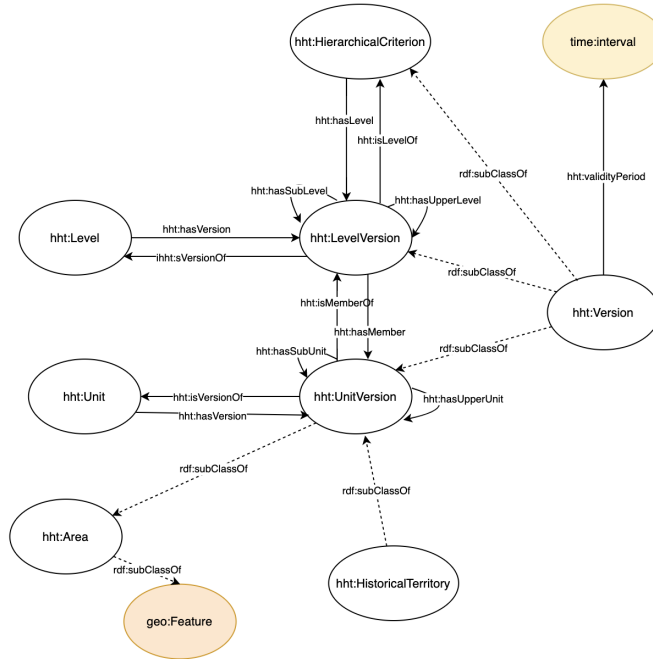 hht:HierarchicalCriterion
time:interval
hht:hasLevel
hht:isLevelOf
rdf:subClassOf
hht:validityPeriod
hht:hasSubLevel
hht:hasUpperLevel
hht:Level
hht:hasVersion
hht:LevelVersion
ihht:sVersionOf
rdf:subClassOf
hht:isMemberOf
hht:Version
hht:hasMember
hht:hasSubUnit
rdf:subClassOf
hht:Unit
hht:isVersionOf
hht:UnitVersion
hht:hasUpperUnit
hht:hasVersion
rdf:subClassOf
rdf:subClassOf
hht:Area
rdf:subClassOf
hht:HistoricalTerritory
geo:Feature